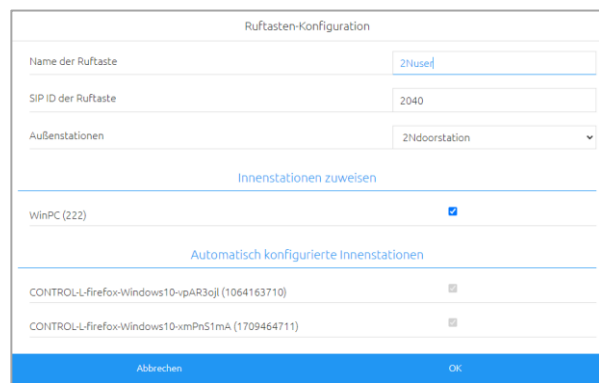 Ruftasten-Konfiguration
Name der Ruftaste 2Nuser
SIP ID der Ruftaste 2040
Außenstationen 2Ndoorstation
Innenstationen zuweisen
WinPC (222)
Automatisch konfigurierte Innenstationen
CONTROL-L-firefox-Windows10-vpAR3ojl (1064163710)
CONTROL-L-firefox-Windows10-xmPnS1mA (1709464711)
Abbrechen OK